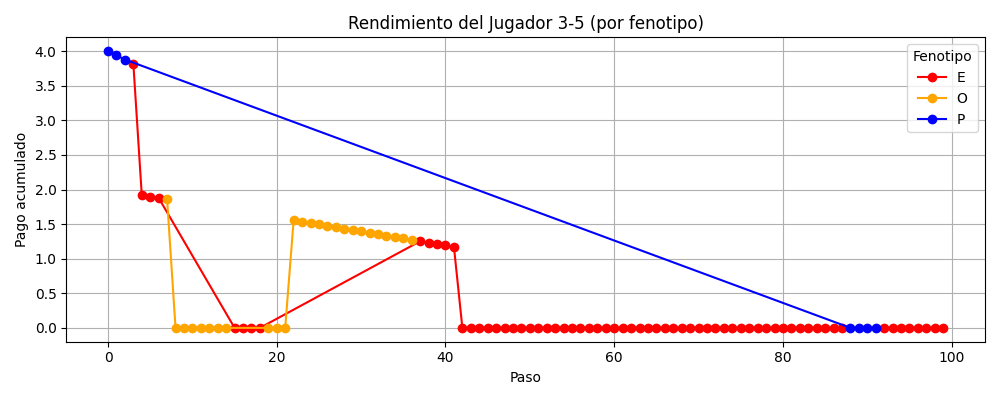 Rendimiento del Jugador 3-5 (por fenotipo)
Pago acumulado
4.0
3.5
3.0
2.5
2.0
1.5
1.0
0.5
0.0
Fenotipo
E
O
P
0 20 40 60 80 100
Paso